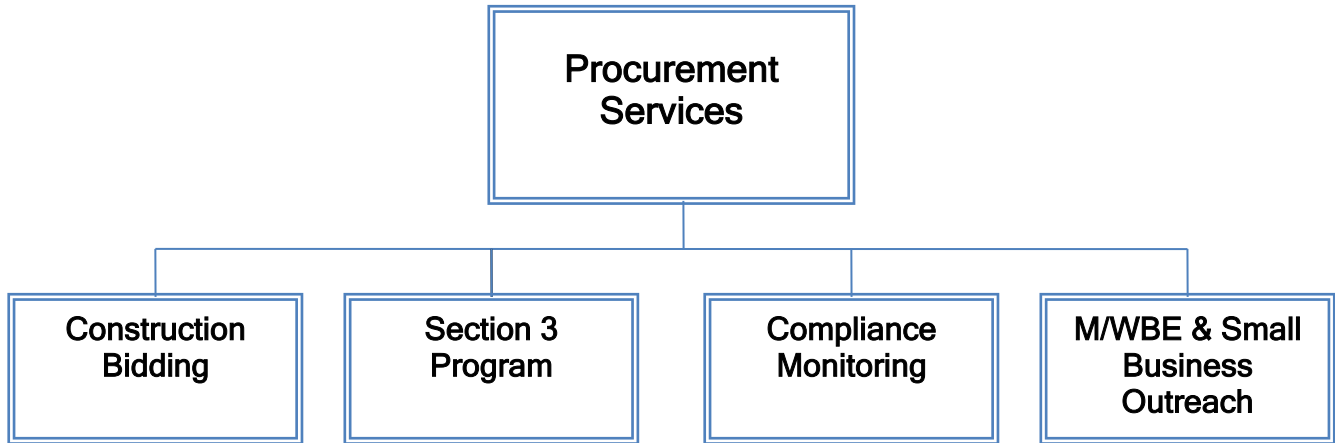 Procurement
Services
Construction
Bidding
Section 3
Program
Compliance
Monitoring
M/WBE & Small
Business
Outreach